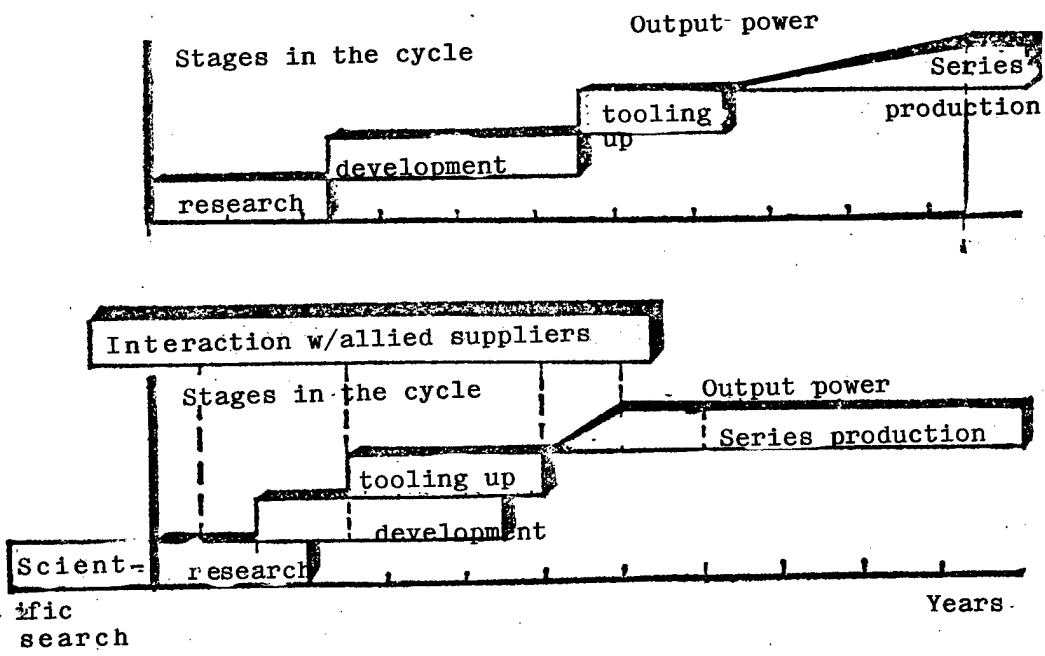 Output power
Stages in the cycle
Series
production
tooling
up
development
research
Interaction w/allied suppliers
Stages in the cycle
Output power
Series production
tooling up
development
Scient-
research
ific
search
Years